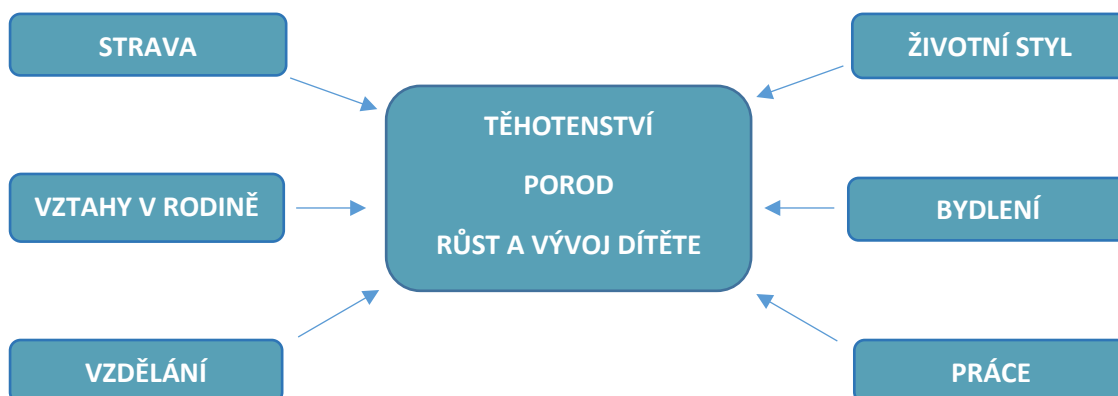 STRAVA
ŽIVOTNÍ STYL
TĚHOTENSTVÍ
POROD
RŮST A VÝVOJ DÍTĚTE
VZTAHY V RODINĚ
BYDLENÍ
VZDĚLÁNÍ
PRÁCE